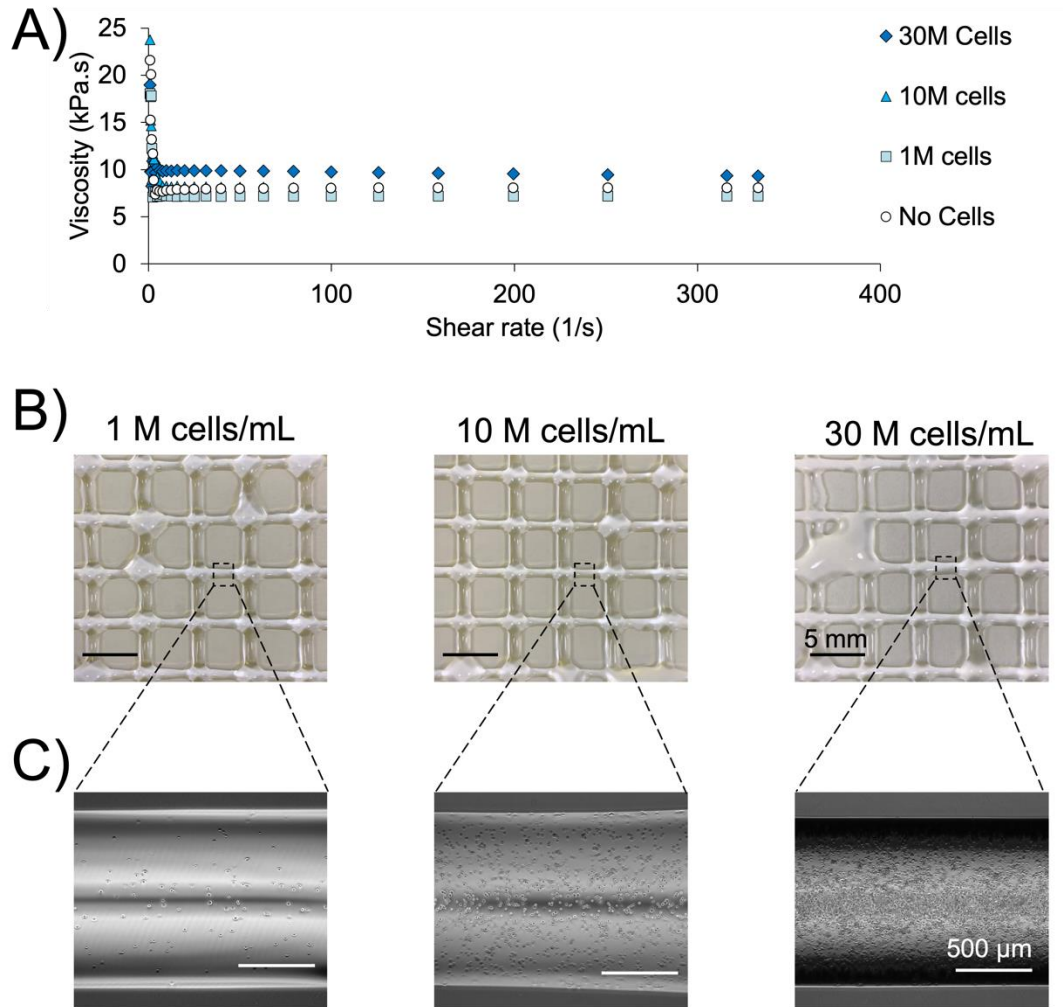 A)
25
20
15
10
5
0
Viscosity (kPa.s)
0
100
200
300
400
Shear rate (1/s)
30M Cells
10M cells
1M cells
No Cells
B)
1 M cells/mL
10 M cells/mL
30 M cells/mL
5 mm
C)
500 µm